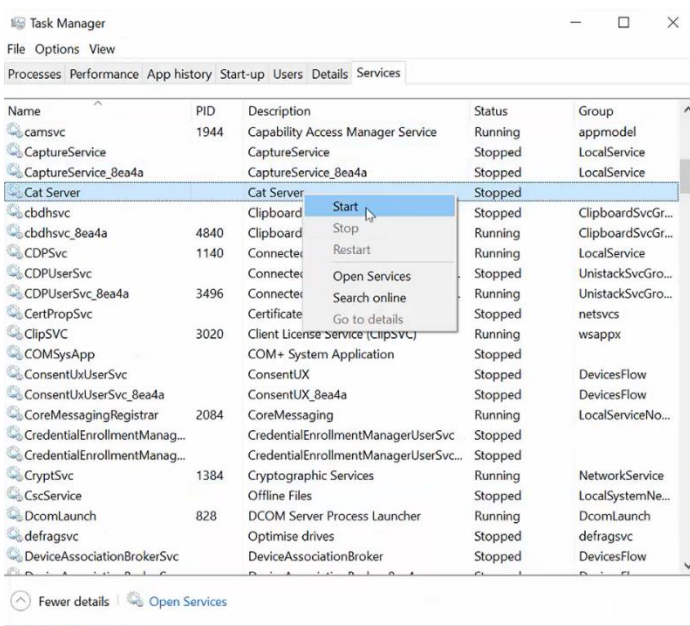 Task Manager
File Options View
Processes Performance App history Start-up Users Details Services
Name PID Description Status Group
camsvc 1944 Capability Access Manager Service Running appmodel
CaptureService CaptureService Stopped LocalService
CaptureService_8ea4a CaptureService_8ea4a Stopped LocalService
Cat Server Cat Server Stopped
Start
Stop
Restart
Open Services
Search online
Go to details
cbdhsvc Clipboard Stopped ClipboardSvcGr...
cbdhsvc_8ea4a 4840 Clipboard Running ClipboardSvcGr...
CDPSvc 1140 Connected Running LocalService
CDPUserSvc Connected Stopped UnistackSvcGro...
CDPUserSvc_8ea4a 3496 Connected Running UnistackSvcGro...
CertPropSvc Certificate Stopped netsvcs
ClipSVC 3020 Client License Service (ClipSVC) Running wsappx
COMSysApp COM+ System Application Stopped
ConsentUxUserSvc ConsentUX Stopped DevicesFlow
ConsentUxUserSvc_8ea4a ConsentUX_8ea4a Stopped DevicesFlow
CoreMessagingRegistrar 2084 CoreMessaging Running LocalServiceNo...
CredentialEnrollmentManag... CredentialEnrollmentManagerUserSvc Stopped
CredentialEnrollmentManag... CredentialEnrollmentManagerUserSvc... Stopped
CryptSvc 1384 Cryptographic Services Running NetworkService
CscService Offline Files Stopped LocalSystemNe...
DcomLaunch 828 DCOM Server Process Launcher Running DcomLaunch
defragsvc Optimise drives Stopped defragsvc
DeviceAssociationBrokerSvc DeviceAssociationBroker Stopped DevicesFlow
Fewer details Open Services